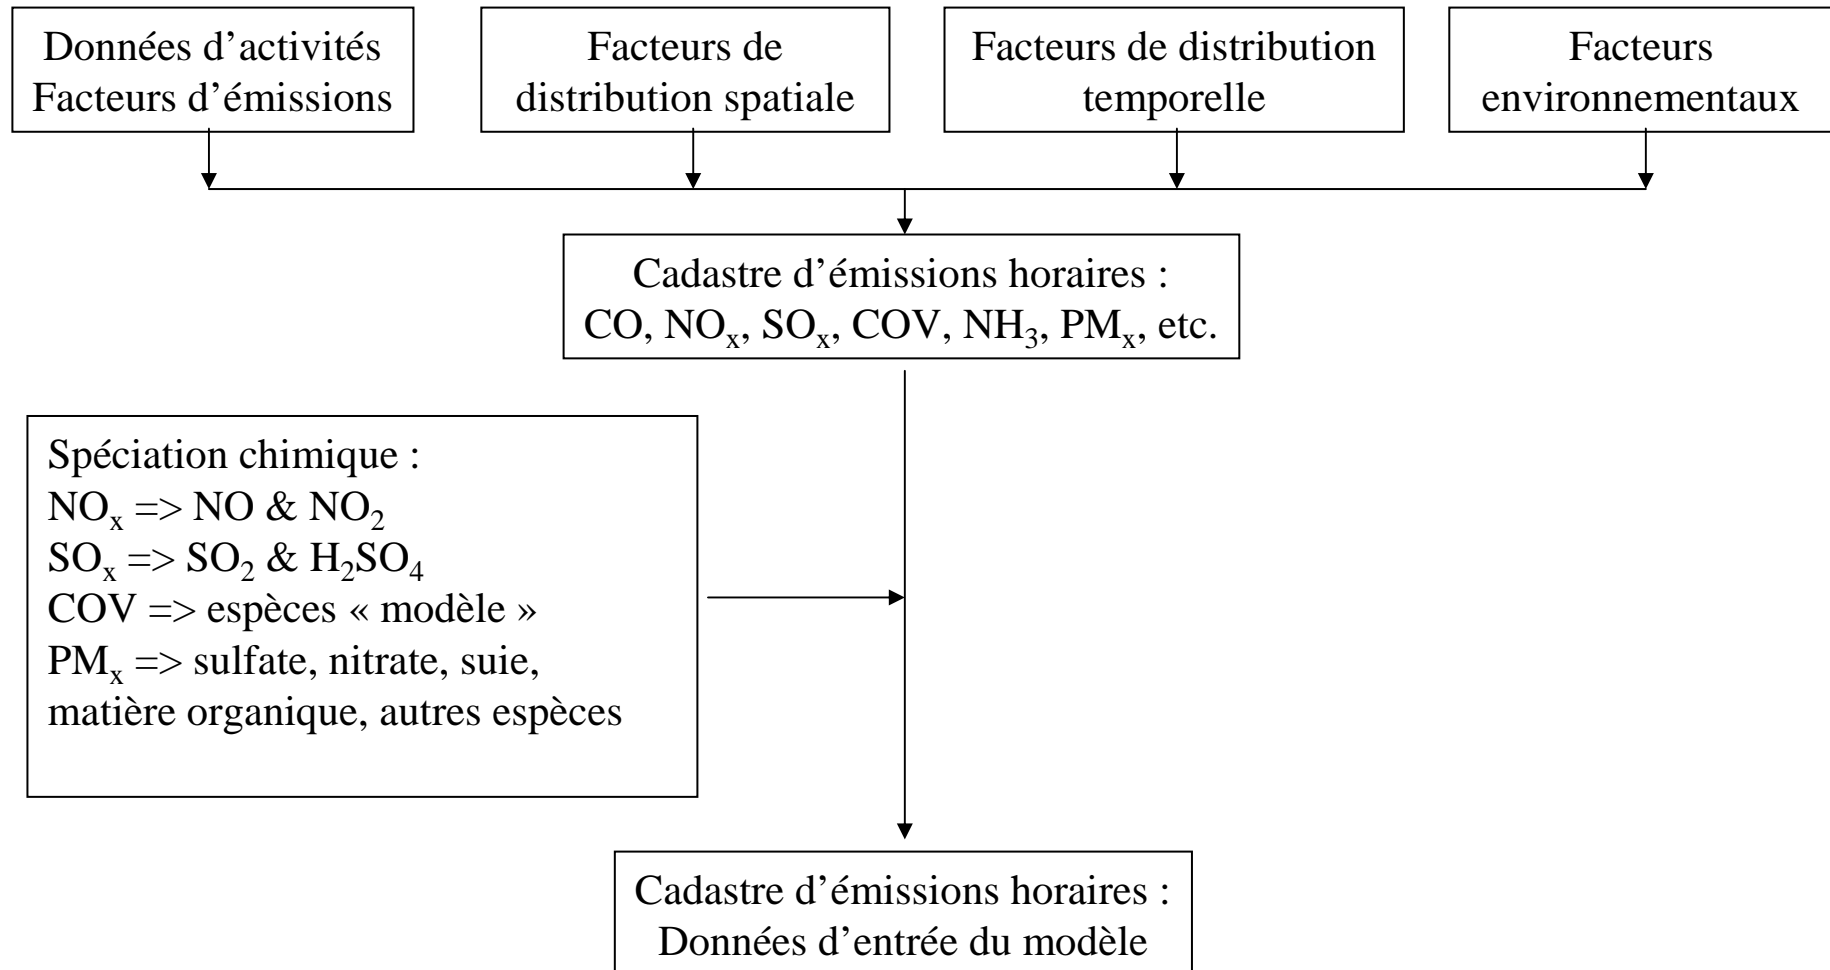 Données d’activités
Facteurs d’émissions
Facteurs de
distribution spatiale
Facteurs de distribution
temporelle
Facteurs
environnementaux
Cadastre d’émissions horaires :
CO, NOₓ, SOₓ, COV, NH₃, PMₓ, etc.
Spéciation chimique :
NOₓ => NO & NO₂
SOₓ => SO₂ & H₂SO₄
COV => espèces « modèle »
PMₓ => sulfate, nitrate, suie,
matière organique, autres espèces
Cadastre d’émissions horaires :
Données d’entrée du modèle